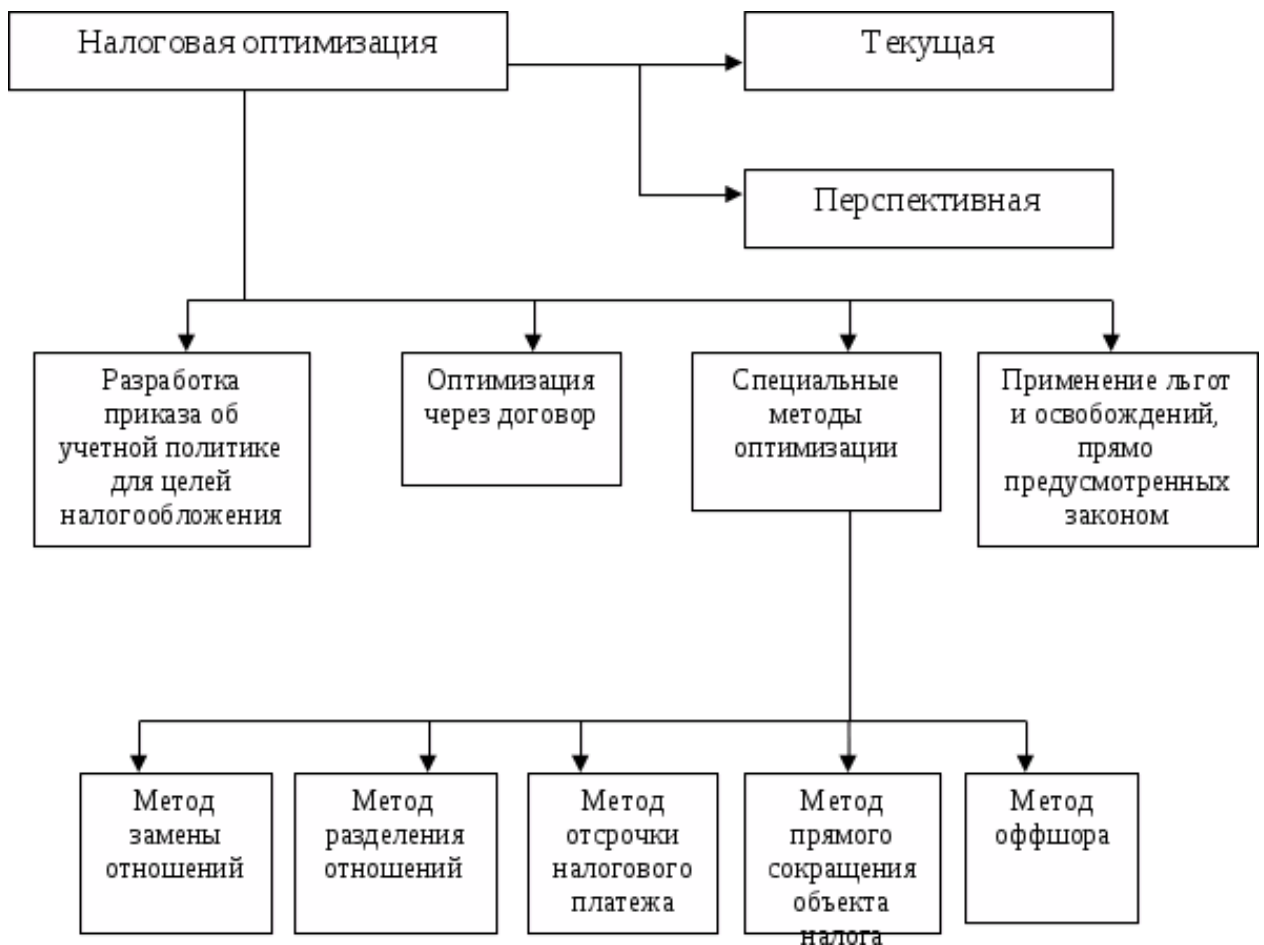 Налоговая оптимизация
Текущая
Перспективная
Разработка
приказа об
учетной политике
для целей
налогообложения
Оптимизация
через договор
Специальные
методы
оптимизации
Применение льгот
и освобождений,
прямо
предусмотренных
законом
Метод
замены
отношений
Метод
разделения
отношений
Метод
отсрочки
налогового
платежа
Метод
прямого
сокращения
объекта
налога
Метод
оффшора